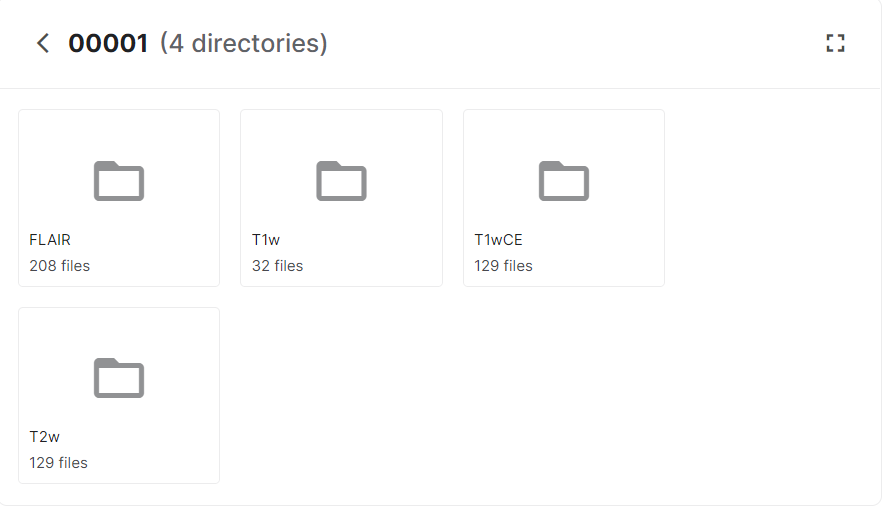 00001 (4 directories)
FLAIR
208 files
T1w
32 files
T1wCE
129 files
T2w
129 files